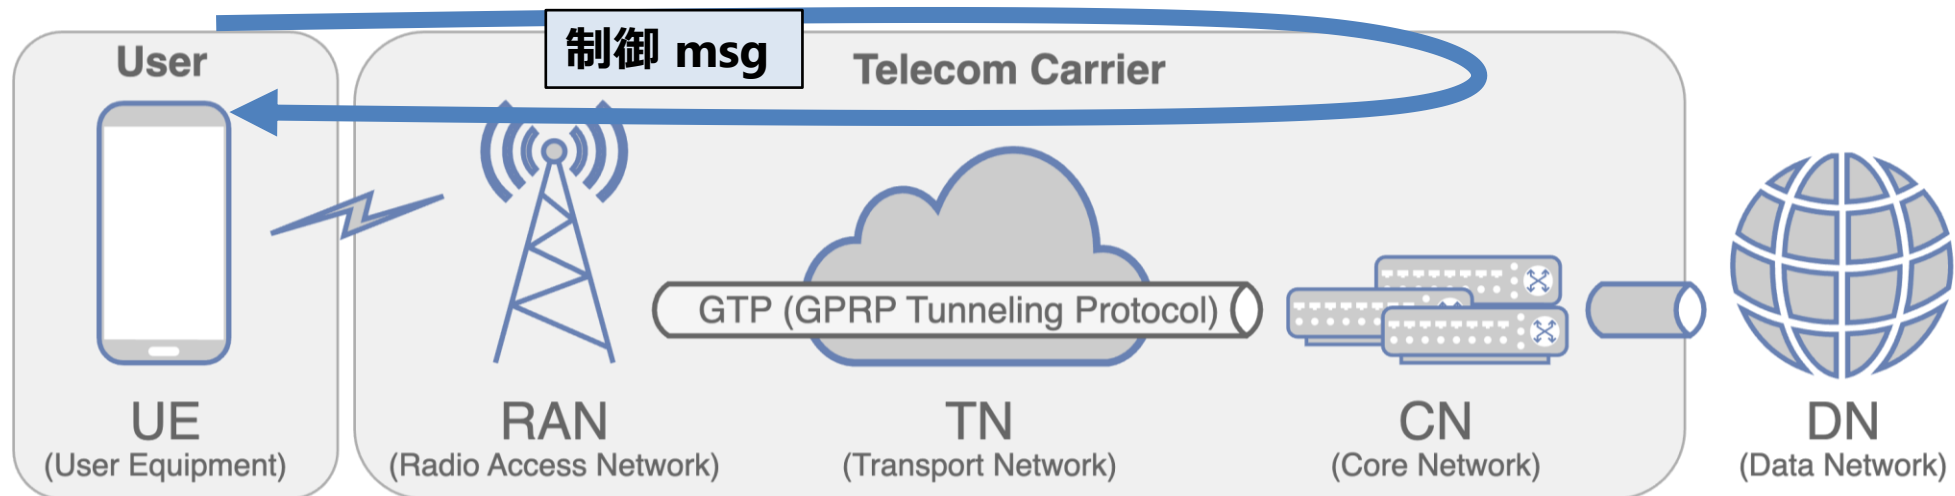 制御 msg
User
Telecom Carrier
GTP (GPRP Tunneling Protocol)
UE
(User Equipment)
RAN
(Radio Access Network)
TN
(Transport Network)
CN
(Core Network)
DN
(Data Network)